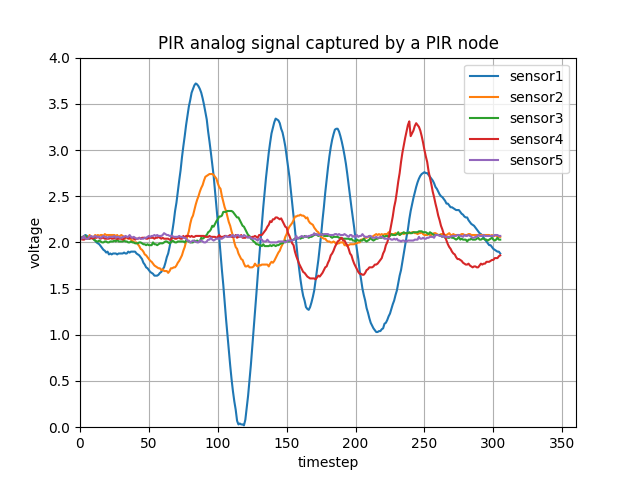 PIR analog signal captured by a PIR node
4.0
3.5
3.0
2.5
2.0
1.5
1.0
0.5
0.0
voltage
0 50 100 150 200 250 300 350
timestep
sensor1
sensor2
sensor3
sensor4
sensor5